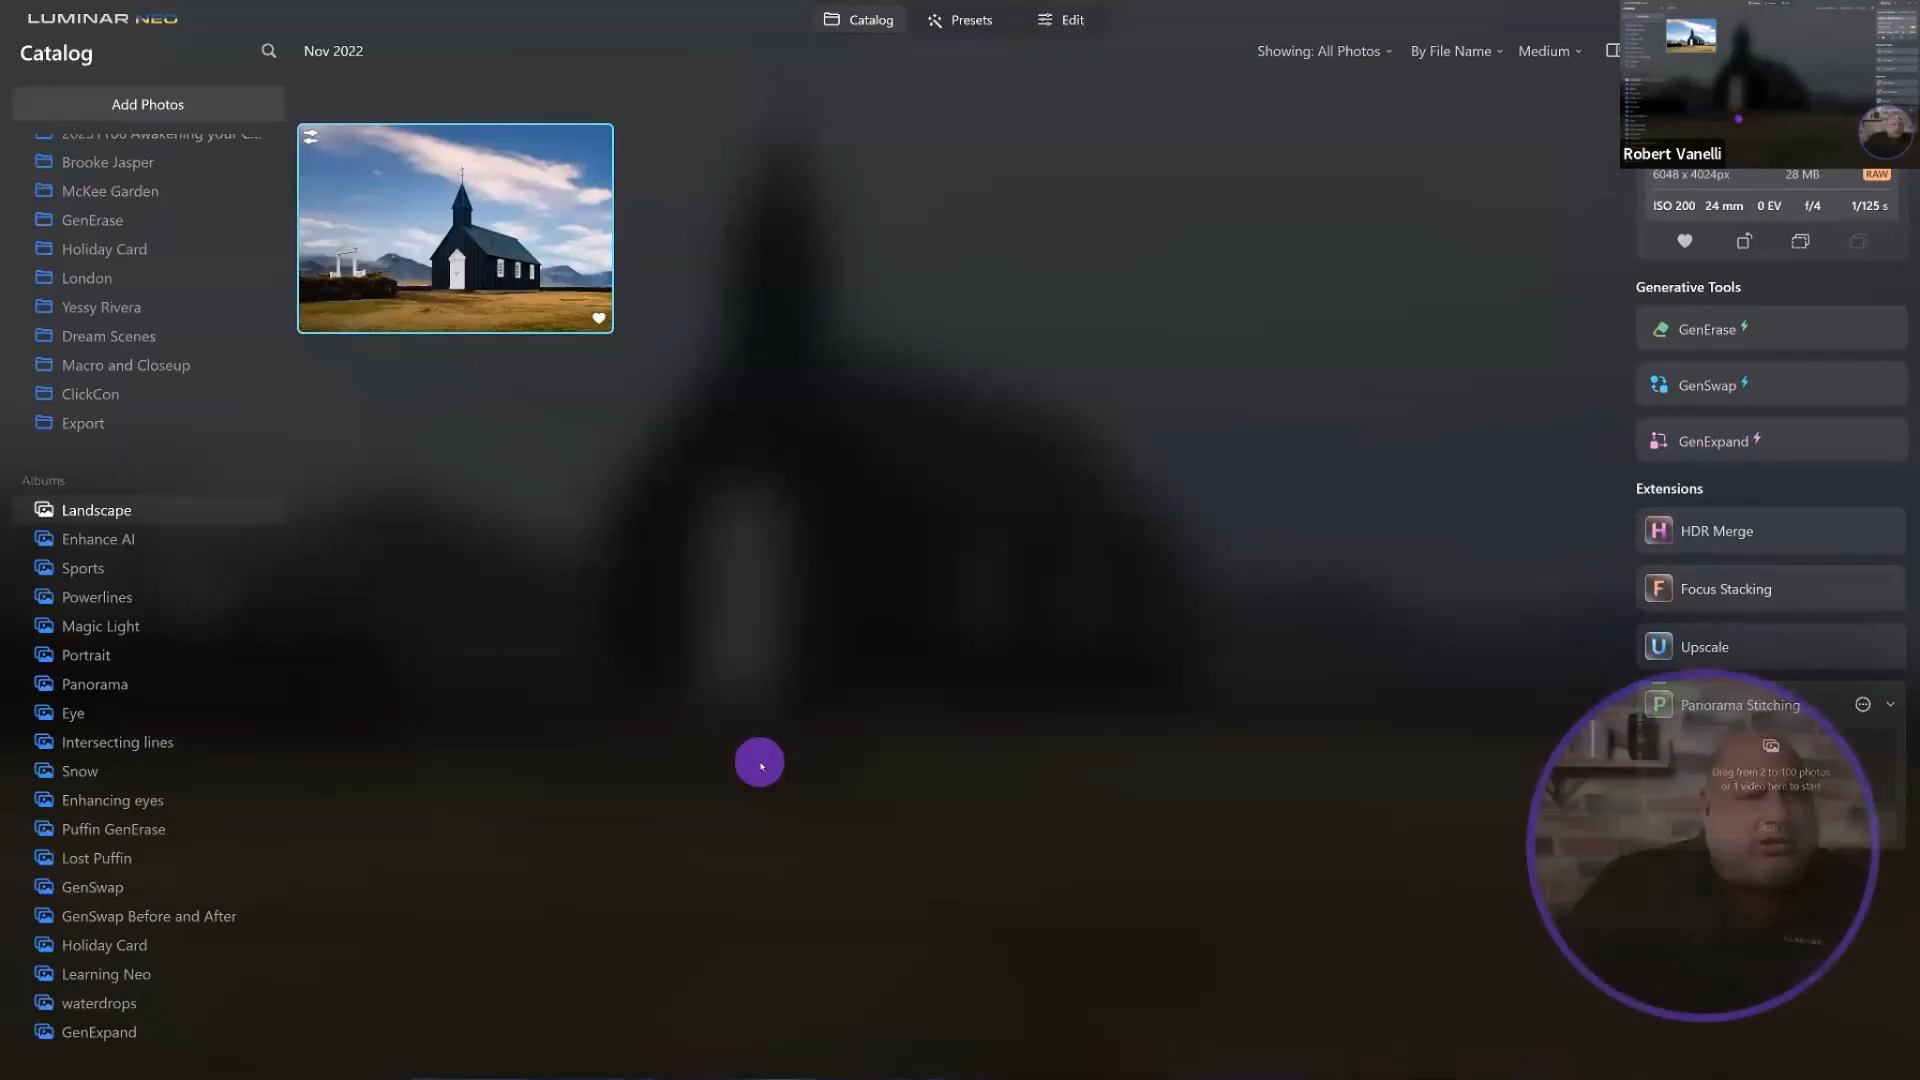 LUMINAR NEO
Catalog
Presets
Edit
Catalog
Nov 2022
Showing: All Photos
By File Name
Medium
Add Photos
Brooke Jasper
McKee Garden
GenErase
Holiday Card
London
Yessy Rivera
Dream Scenes
Macro and Closeup
ClickCon
Export
Albums
Landscape
Enhance AI
Sports
Powerlines
Magic Light
Portrait
Panorama
Eye
Intersecting lines
Snow
Enhancing eyes
Puffin GenErase
Lost Puffin
GenSwap
GenSwap Before and After
Holiday Card
Learning Neo
waterdrops
GenExpand
Robert Vanelli
6048 x 4024px 28 MB RAW
ISO 200 24 mm 0 EV f/4 1/125 s
Generative Tools
GenErase
GenSwap
GenExpand
Extensions
H HDR Merge
F Focus Stacking
U Upscale
P Panorama Stitching
Drag from 2 to 100 photos
or 1 video here to start